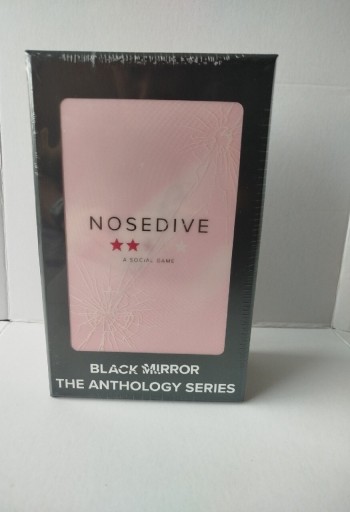 NOSEDIVE
A SOCIAL GAME
BLACK MIRROR
THE ANTHOLOGY SERIES